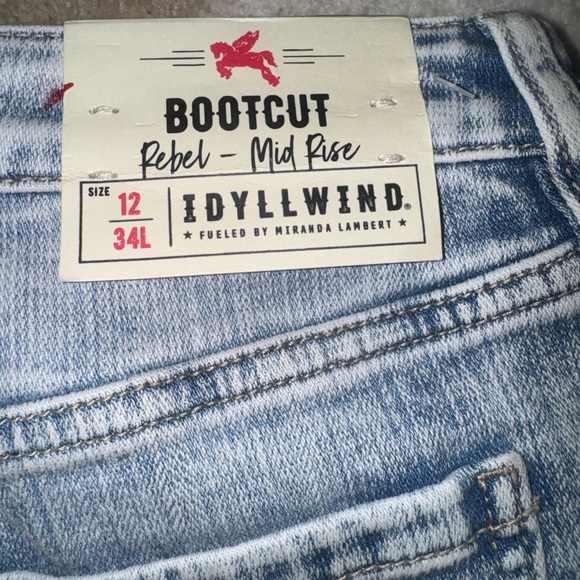 BOOTCUT
Rebel - Mid Rise
SIZE 12
34L
IDYLLWIND®
★ FUELED BY MIRANDA LAMBERT ★